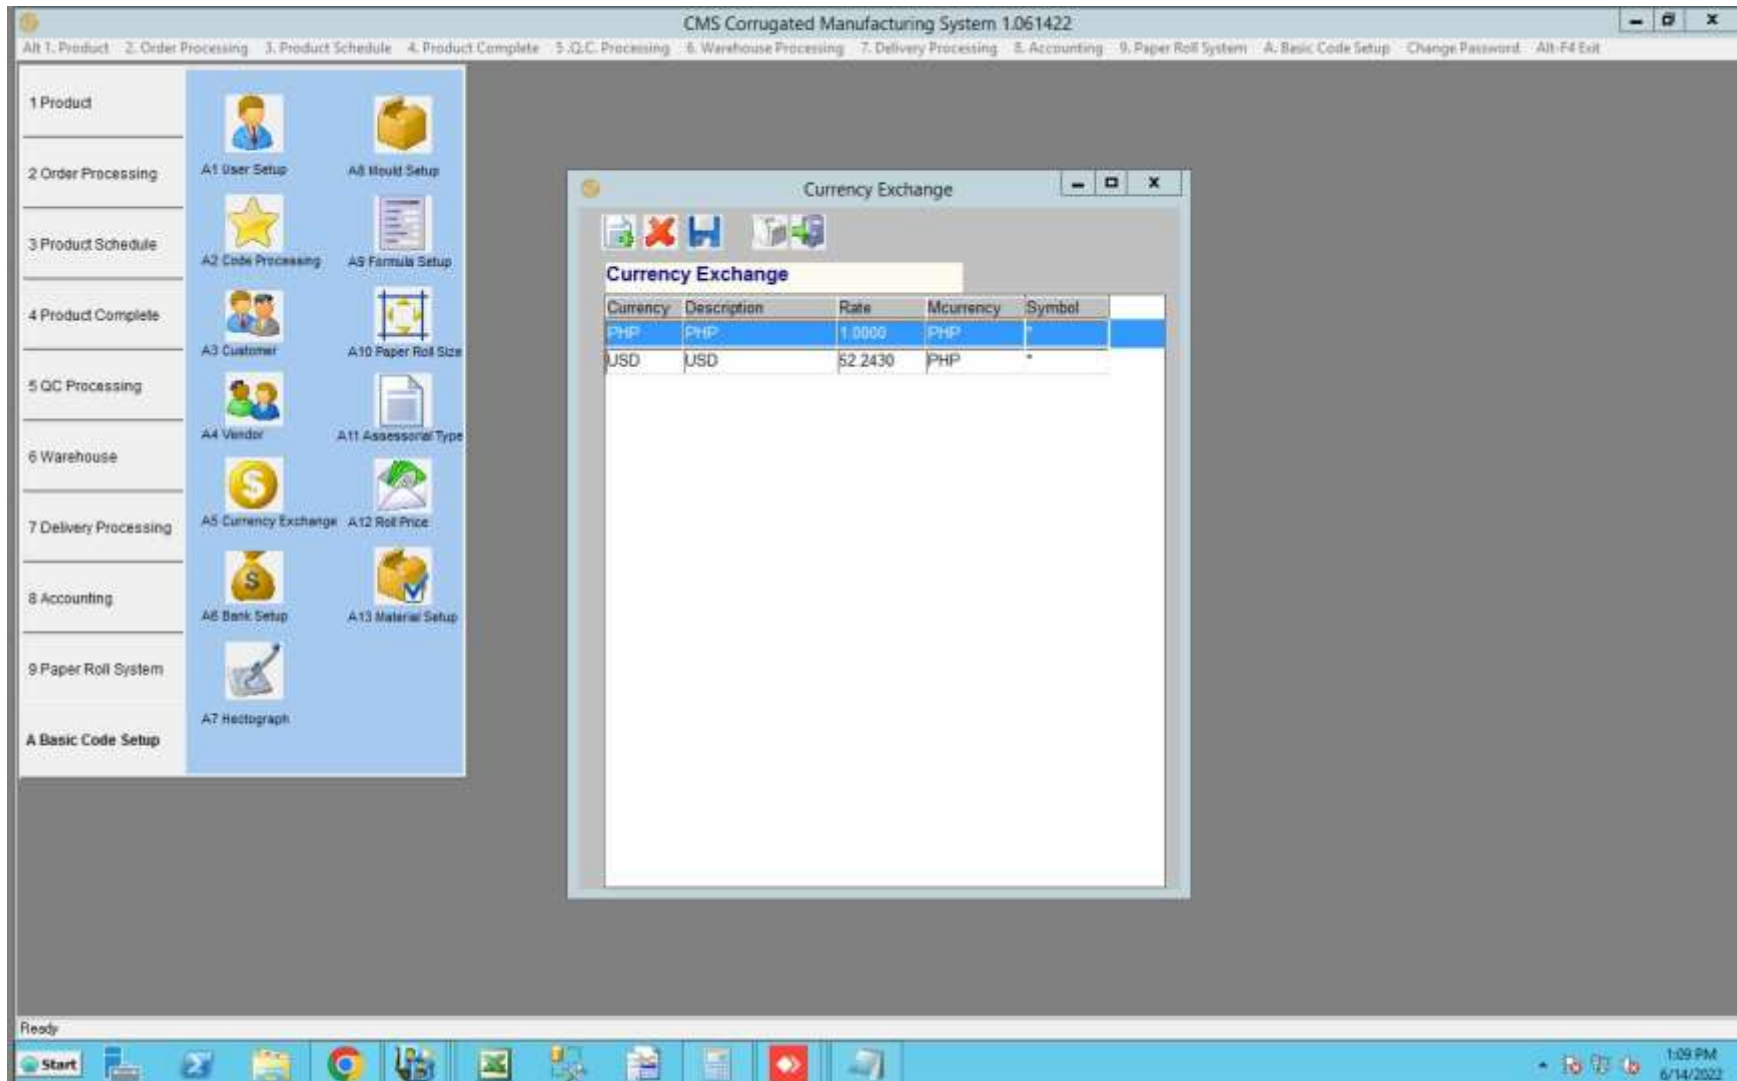 CMS Corrugated Manufacturing System 1.061422
Alt 1. Product 2. Order Processing 3. Product Schedule 4. Product Complete 5 .Q.C. Processing 6. Warehouse Processing 7. Delivery Processing 8. Accounting 9. Paper Roll System A. Basic Code Setup Change Password Alt-F4 Exit
1 Product
2 Order Processing
3 Product Schedule
4 Product Complete
5 QC Processing
6 Warehouse
7 Delivery Processing
8 Accounting
9 Paper Roll System
A Basic Code Setup
A1 User Setup A8 Mould Setup
A2 Code Processing A9 Formula Setup
A3 Customer A10 Paper Roll Size
A4 Vendor A11 Assessorial Type
A5 Currency Exchange A12 Roll Price
A6 Bank Setup A13 Material Setup
A7 Hectograph
Currency Exchange
Currency Exchange
Currency Description Rate Mcurrency Symbol
PHP PHP 1.0000 PHP *
USD USD 52.2430 PHP *
Ready
Start
1:09 PM
6/14/2022